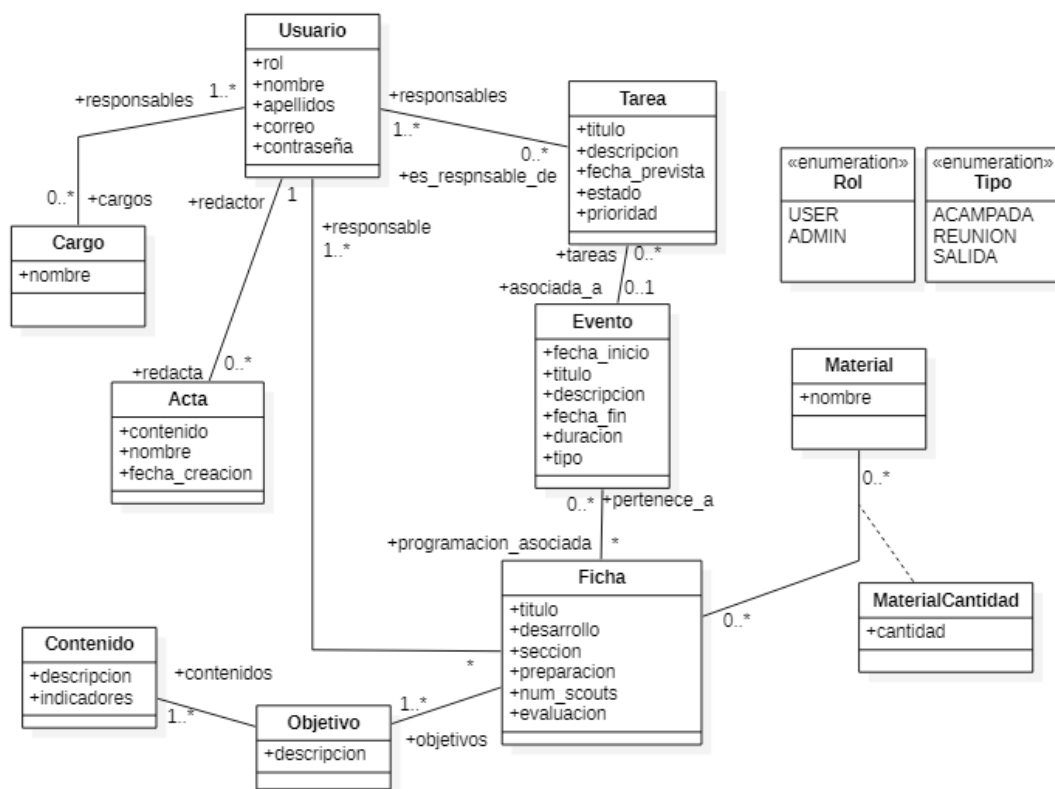 Usuario
+rol
+nombre
+apellidos
+correo
+contraseña
+responsables
1..*
0..*
+cargos
Cargo
+nombre
+redactor
1
+redacta
0..*
Acta
+contenido
+nombre
+fecha_creacion
+responsables
1..*
0..*
+es_respnsable_de
Tarea
+titulo
+descripcion
+fecha_prevista
+estado
+prioridad
«enumeration»
Rol
USER
ADMIN
«enumeration»
Tipo
ACAMPADA
REUNION
SALIDA
+responsable
1..*
+tareas
0..*
+asociada_a
0..1
Evento
+fecha_inicio
+titulo
+descripcion
+fecha_fin
+duracion
+tipo
Material
+nombre
0..*
0..*
+pertenece_a
+programacion_asociada
*
Ficha
+titulo
+desarrollo
+seccion
+preparacion
+num_scouts
+evaluacion
0..*
MaterialCantidad
+cantidad
*
Contenido
+descripcion
+indicadores
+contenidos
1..*
Objetivo
+descripcion
1..*
+objetivos